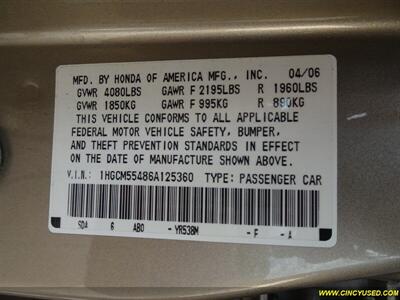 MFD. BY HONDA OF AMERICA MFG., INC. 04/06
GVWR 4080LBS GAWR F 2195LBS R 1960LBS
GVWR 1850KG GAWR F 995KG R 890KG
THIS VEHICLE CONFORMS TO ALL APPLICABLE
FEDERAL MOTOR VEHICLE SAFETY, BUMPER,
AND THEFT PREVENTION STANDARDS IN EFFECT
ON THE DATE OF MANUFACTURE SHOWN ABOVE.
V.I.N.: 1HGCM55486A125360 TYPE: PASSENGER CAR
SDA 6 AB0 - YR538M - F - A
WWW.CINCYUSED.COM